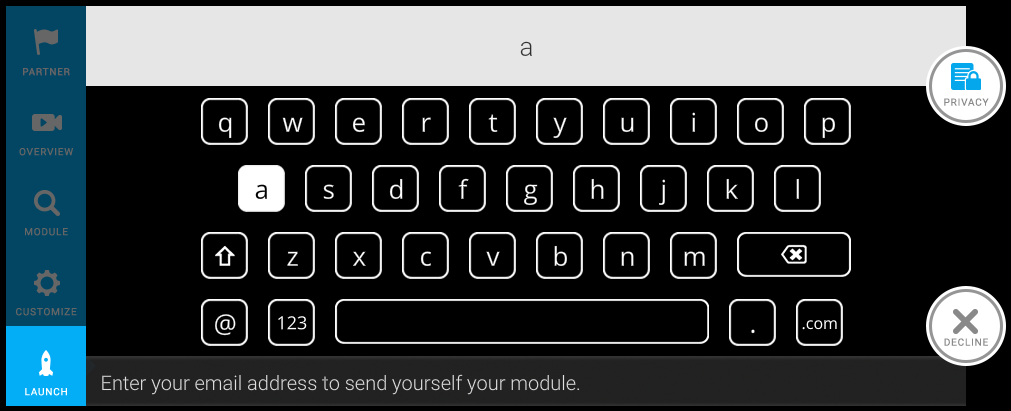 a
PARTNER
OVERVIEW
MODULE
CUSTOMIZE
LAUNCH
q w e r t y u i o p
a s d f g h j k l
z x c v b n m
@ 123 . .com
Enter your email address to send yourself your module.
PRIVACY
DECLINE